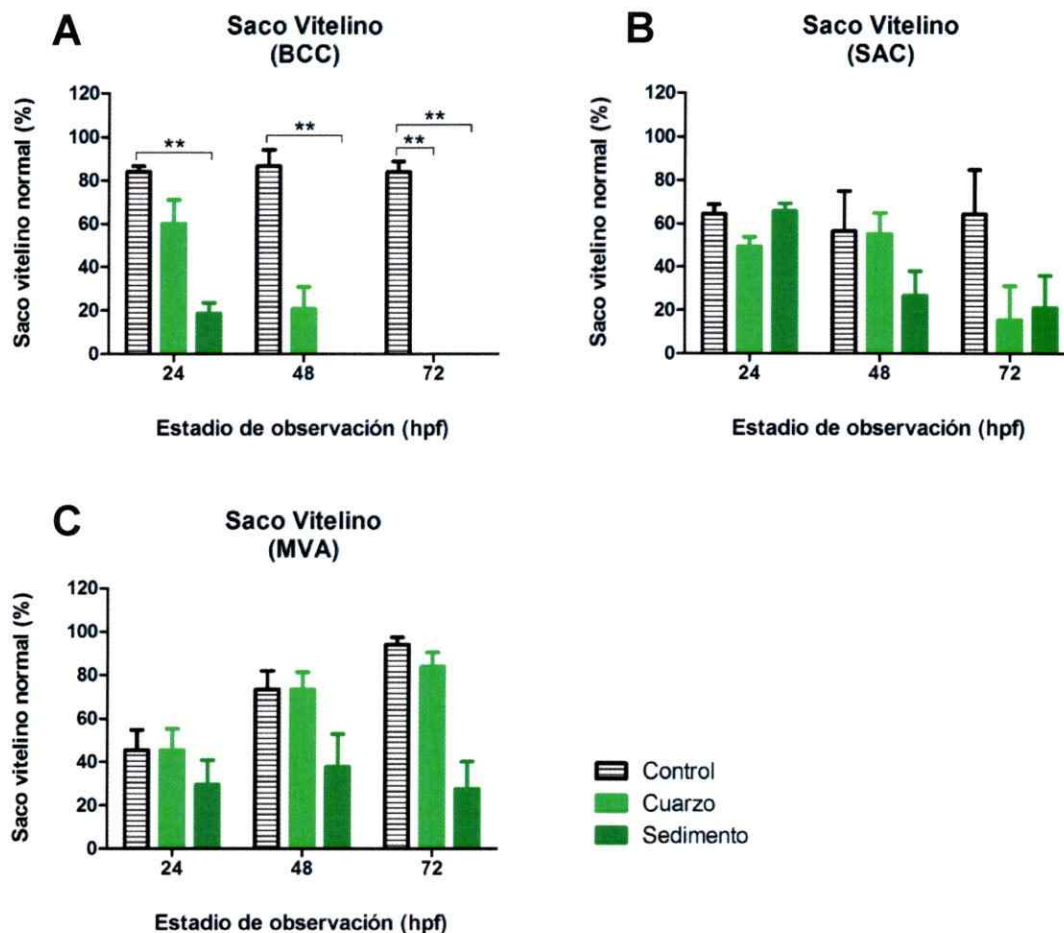 A
Saco Vitelino
(BCC)
Saco vitelino normal (%)
120
100
80
60
40
20
0
**
**
**
**
24
48
72
Estadio de observación (hpf)
B
Saco Vitelino
(SAC)
Saco vitelino normal (%)
120
100
80
60
40
20
0
24
48
72
Estadio de observación (hpf)
C
Saco Vitelino
(MVA)
Saco vitelino normal (%)
120
100
80
60
40
20
0
24
48
72
Estadio de observación (hpf)
Control
Cuarzo
Sedimento